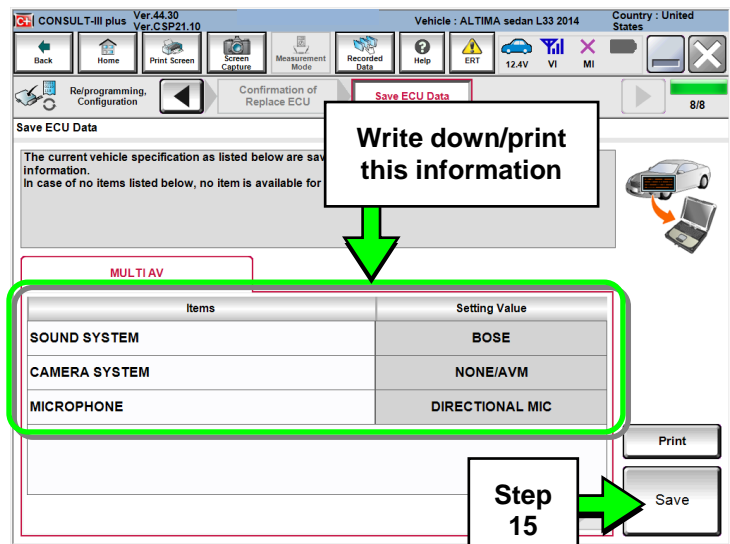 CONSULT-III plus Ver.44.30
Ver.CSP21.10
Vehicle : ALTIMA sedan L33 2014
Country : United
States
Back
Home
Print Screen
Screen
Capture
Measurement
Mode
Recorded
Data
Help
ERT
12.4V
VI
MI
Re/programming,
Configuration
Confirmation of
Replace ECU
Save ECU Data
8/8
Save ECU Data
Write down/print
this information
The current vehicle specification as listed below are
information.
In case of no items listed below, no item is available for
MULTI AV
Items
Setting Value
SOUND SYSTEM
BOSE
CAMERA SYSTEM
NONE/AVM
MICROPHONE
DIRECTIONAL MIC
Print
Step
15
Save